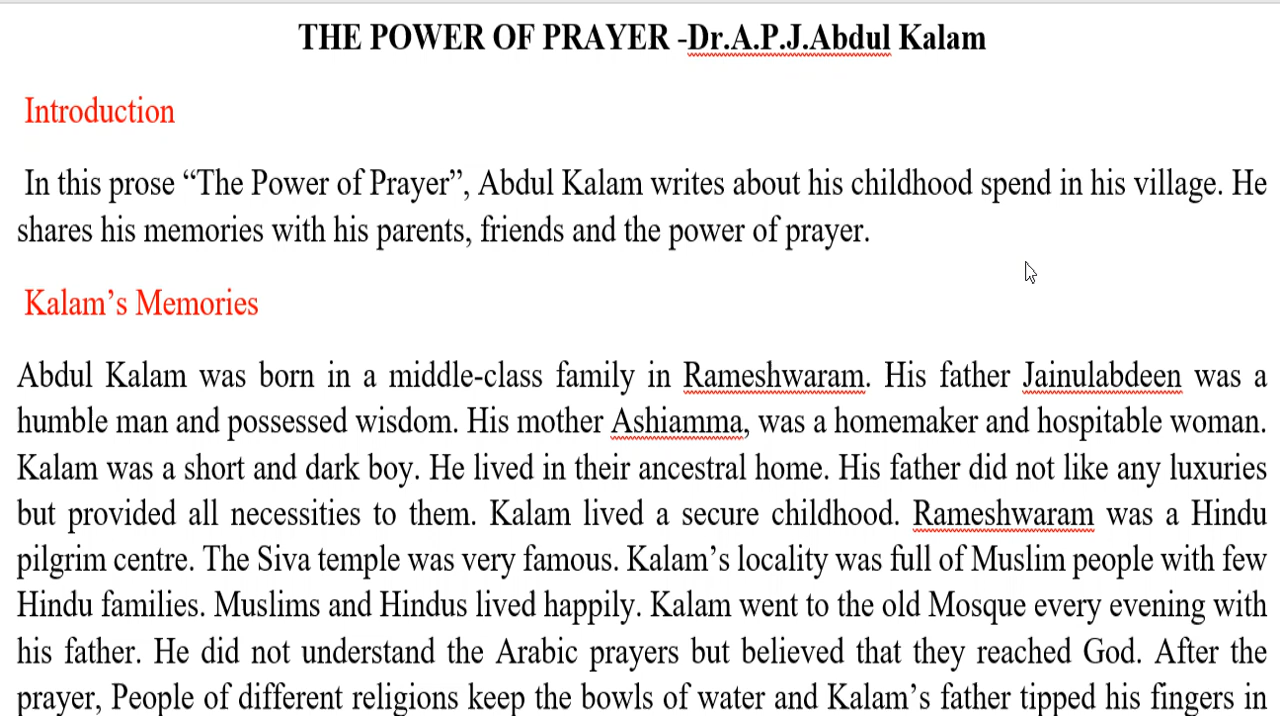 THE POWER OF PRAYER -Dr.A.P.J.Abdul Kalam
Introduction
In this prose “The Power of Prayer”, Abdul Kalam writes about his childhood spend in his village. He
shares his memories with his parents, friends and the power of prayer.
Kalam’s Memories
Abdul Kalam was born in a middle-class family in Rameshwaram. His father Jainulabdeen was a
humble man and possessed wisdom. His mother Ashiamma, was a homemaker and hospitable woman.
Kalam was a short and dark boy. He lived in their ancestral home. His father did not like any luxuries
but provided all necessities to them. Kalam lived a secure childhood. Rameshwaram was a Hindu
pilgrim centre. The Siva temple was very famous. Kalam’s locality was full of Muslim people with few
Hindu families. Muslims and Hindus lived happily. Kalam went to the old Mosque every evening with
his father. He did not understand the Arabic prayers but believed that they reached God. After the
prayer, People of different religions keep the bowls of water and Kalam’s father tipped his fingers in